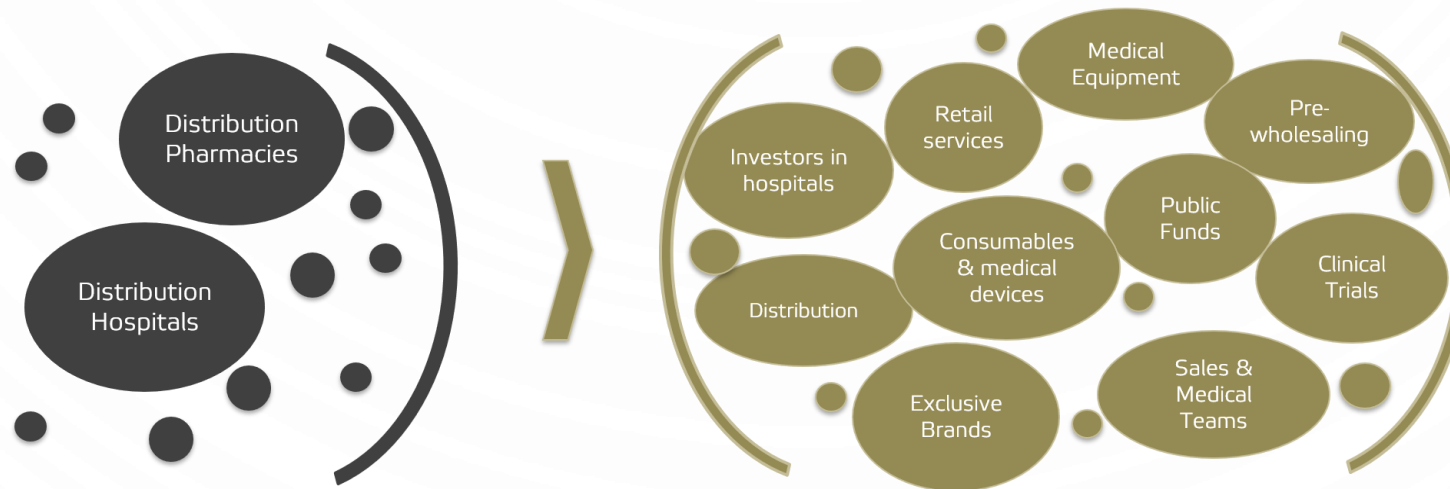 Distribution
Pharmacies
Distribution
Hospitals
Medical
Equipment
Retail
services
Pre-
wholesaling
Investors in
hospitals
Public
Funds
Consumables
& medical
devices
Clinical
Trials
Distribution
Sales &
Medical
Teams
Exclusive
Brands